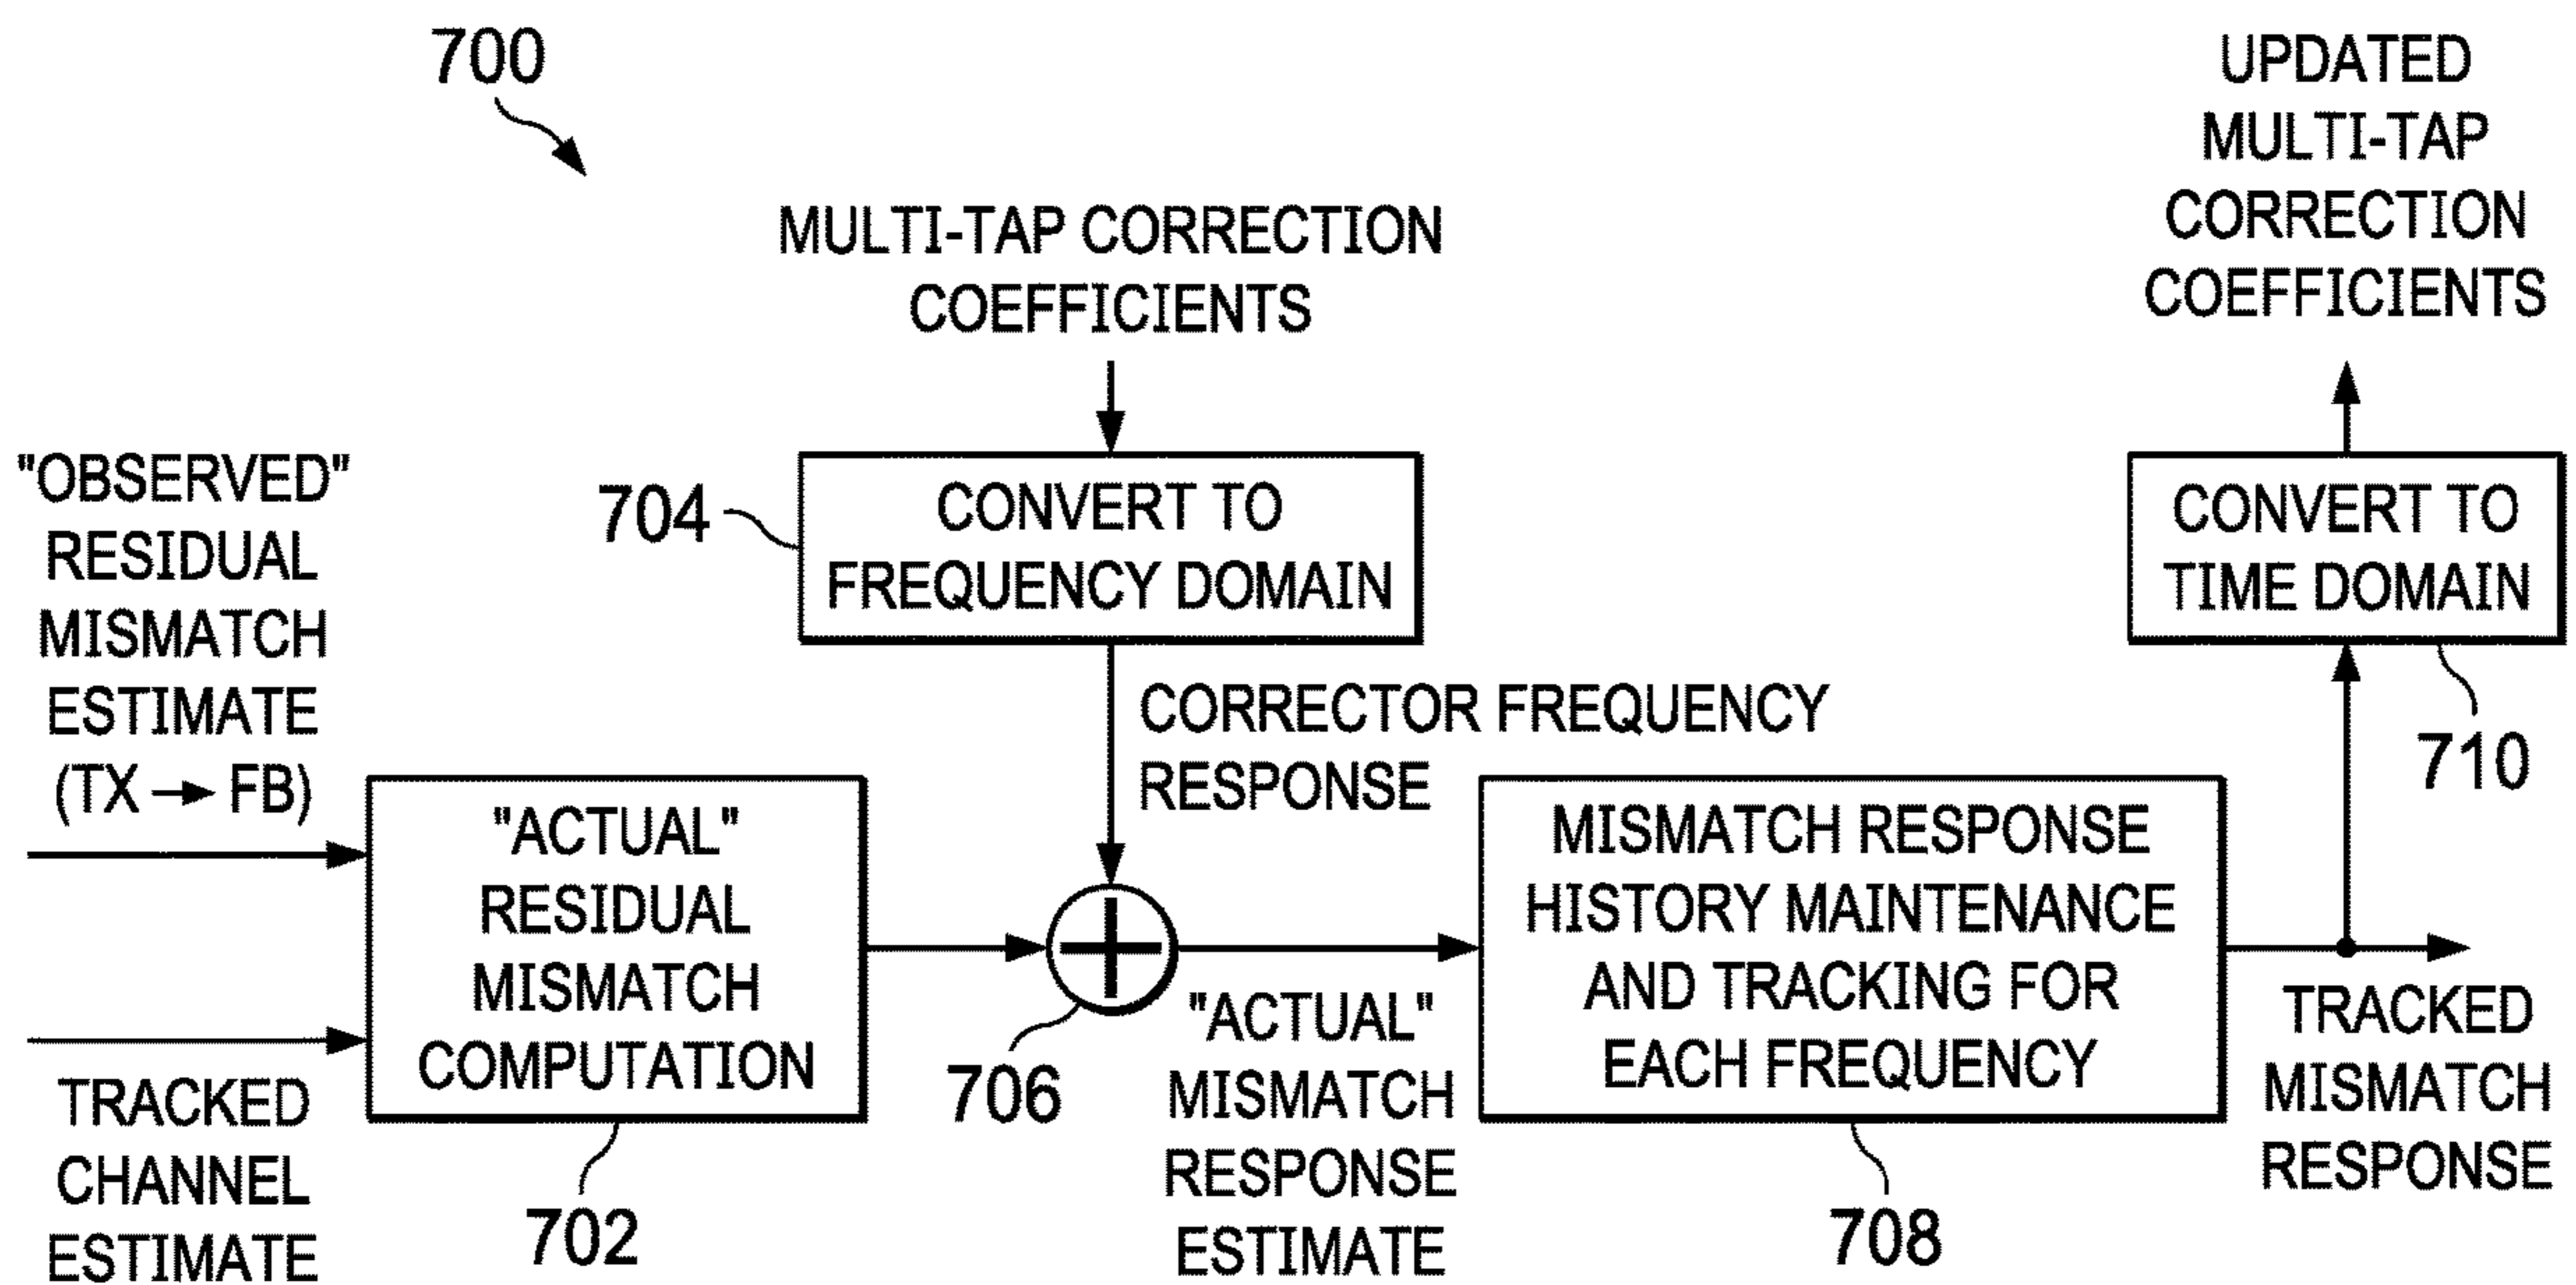 700
MULTI-TAP CORRECTION
COEFFICIENTS
UPDATED
MULTI-TAP
CORRECTION
COEFFICIENTS
"OBSERVED"
RESIDUAL
MISMATCH
ESTIMATE
(TX → FB)
704
CONVERT TO
FREQUENCY DOMAIN
CONVERT TO
TIME DOMAIN
710
CORRECTOR FREQUENCY
RESPONSE
"ACTUAL"
RESIDUAL
MISMATCH
COMPUTATION
702
TRACKED
CHANNEL
ESTIMATE
706
"ACTUAL"
MISMATCH
RESPONSE
ESTIMATE
MISMATCH RESPONSE
HISTORY MAINTENANCE
AND TRACKING FOR
EACH FREQUENCY
708
TRACKED
MISMATCH
RESPONSE